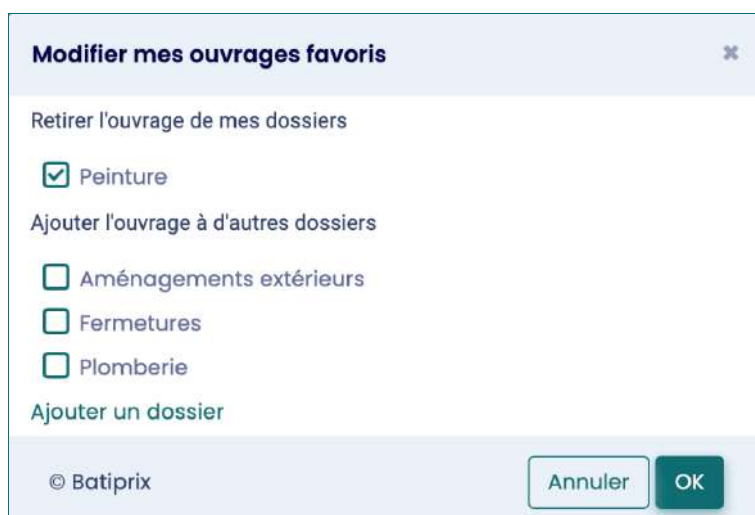 Modifier mes ouvrages favoris
Retirer l'ouvrage de mes dossiers
Peinture
Ajouter l'ouvrage à d'autres dossiers
Aménagements extérieurs
Fermetures
Plomberie
Ajouter un dossier
© Batiprix Annuler OK